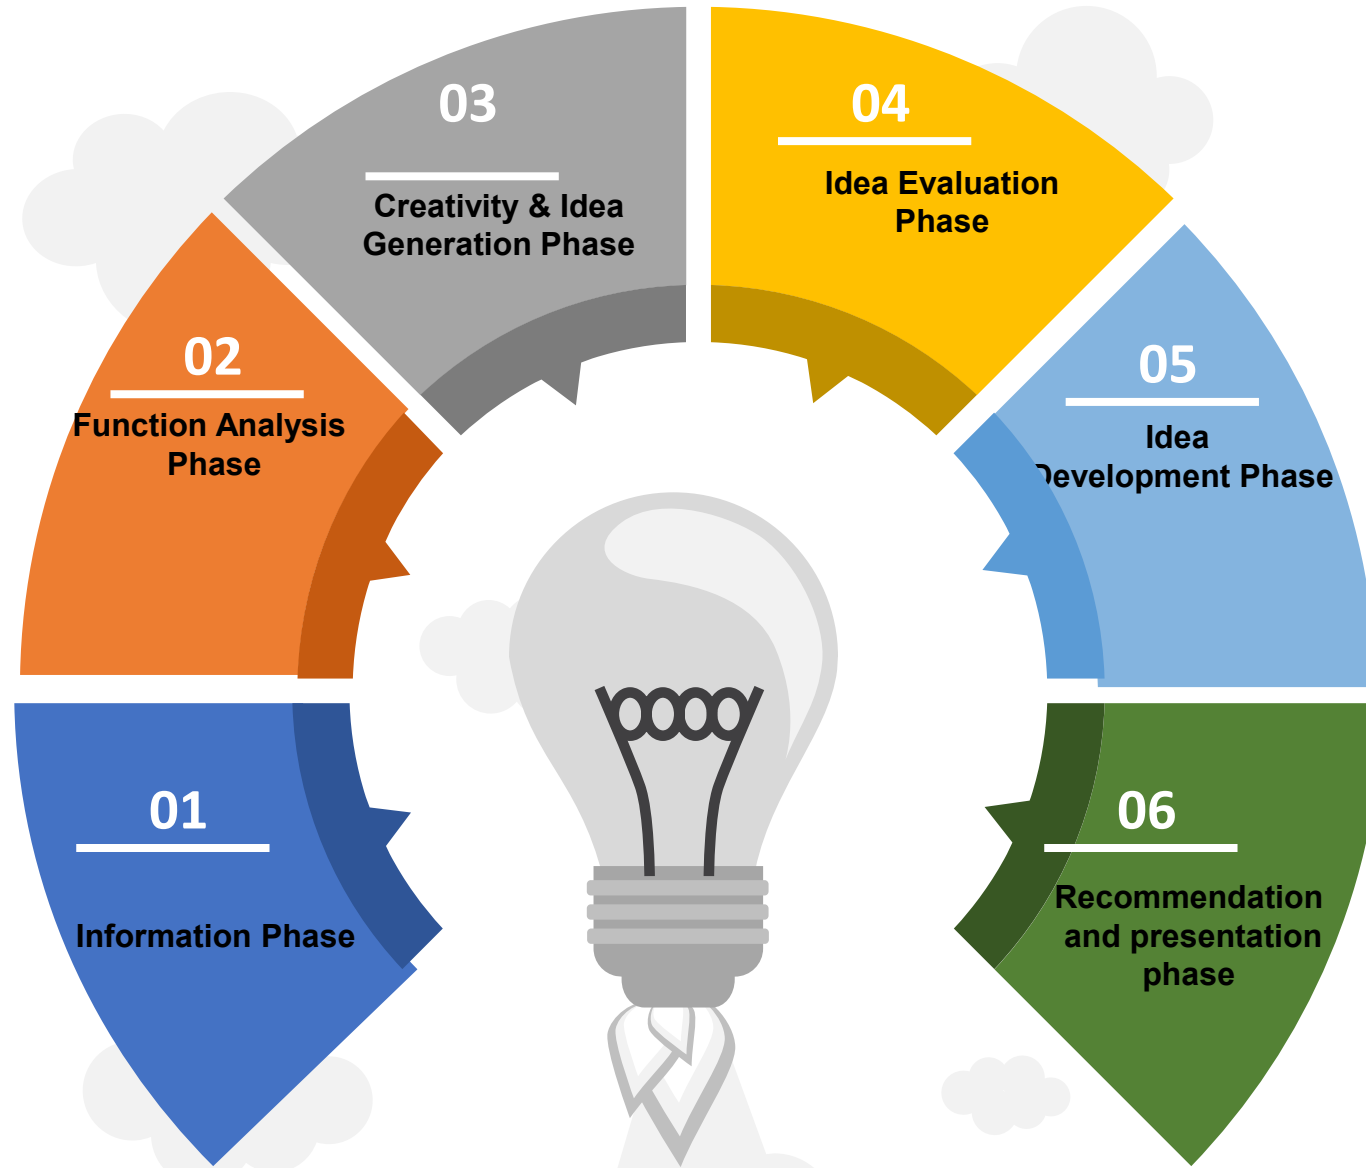 01
Information Phase
02
Function Analysis
Phase
03
Creativity & Idea
Generation Phase
04
Idea Evaluation
Phase
05
Idea
Development Phase
06
Recommendation
and presentation
phase